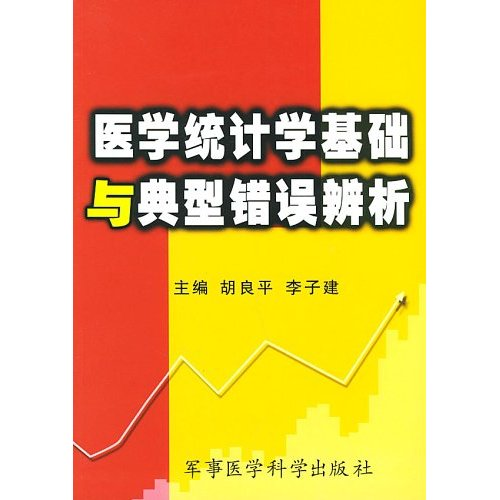 医学统计学基础
与典型错误辨析
主编 胡良平 李子建
军事医学科学出版社